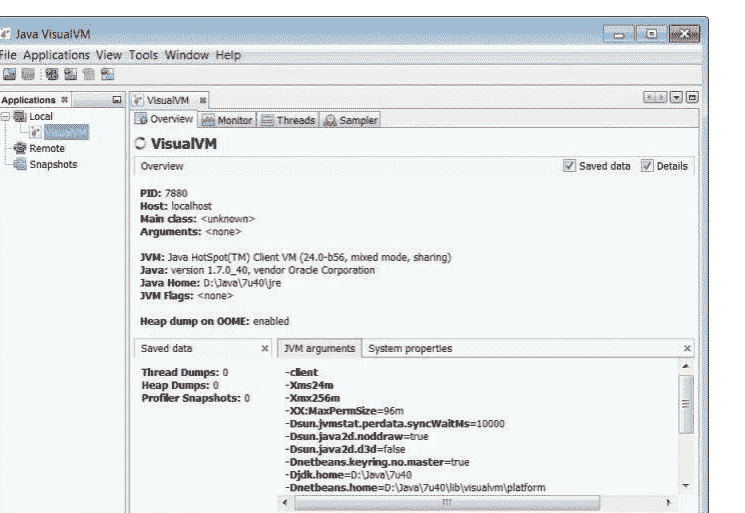 Java VisualVM
File Applications View Tools Window Help
Applications
Local
VisualVM
Remote
Snapshots
VisualVM
Overview Monitor Threads Sampler
VisualVM
Overview
Saved data Details
PID: 7880
Host: localhost
Main class: <unknown>
Arguments: <none>
JVM: Java HotSpot(TM) Client VM (24.0-b56, mixed mode, sharing)
Java: version 1.7.0_40, vendor Oracle Corporation
Java Home: D:\Java\7u40\jre
JVM Flags: <none>
Heap dump on OOME: enabled
Saved data
Thread Dumps: 0
Heap Dumps: 0
Profiler Snapshots: 0
JVM arguments System properties
-client
-Xms24m
-Xmx256m
-XX:MaxPermSize=96m
-Dsun.jvmstat.perdata.syncWaitMs=10000
-Dsun.java2d.noddraw=true
-Dsun.java2d.d3d=false
-Dnetbeans.keyring.no.master=true
-Djdk.home=D:\Java\7u40
-Dnetbeans.home=D:\Java\7u40\lib\visualvm\platform